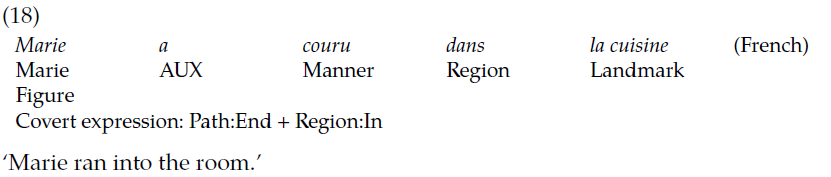 (18)
Marie a couru dans la cuisine (French)
Marie AUX Manner Region Landmark
Figure
Covert expression: Path:End + Region:In
‘Marie ran into the room.’